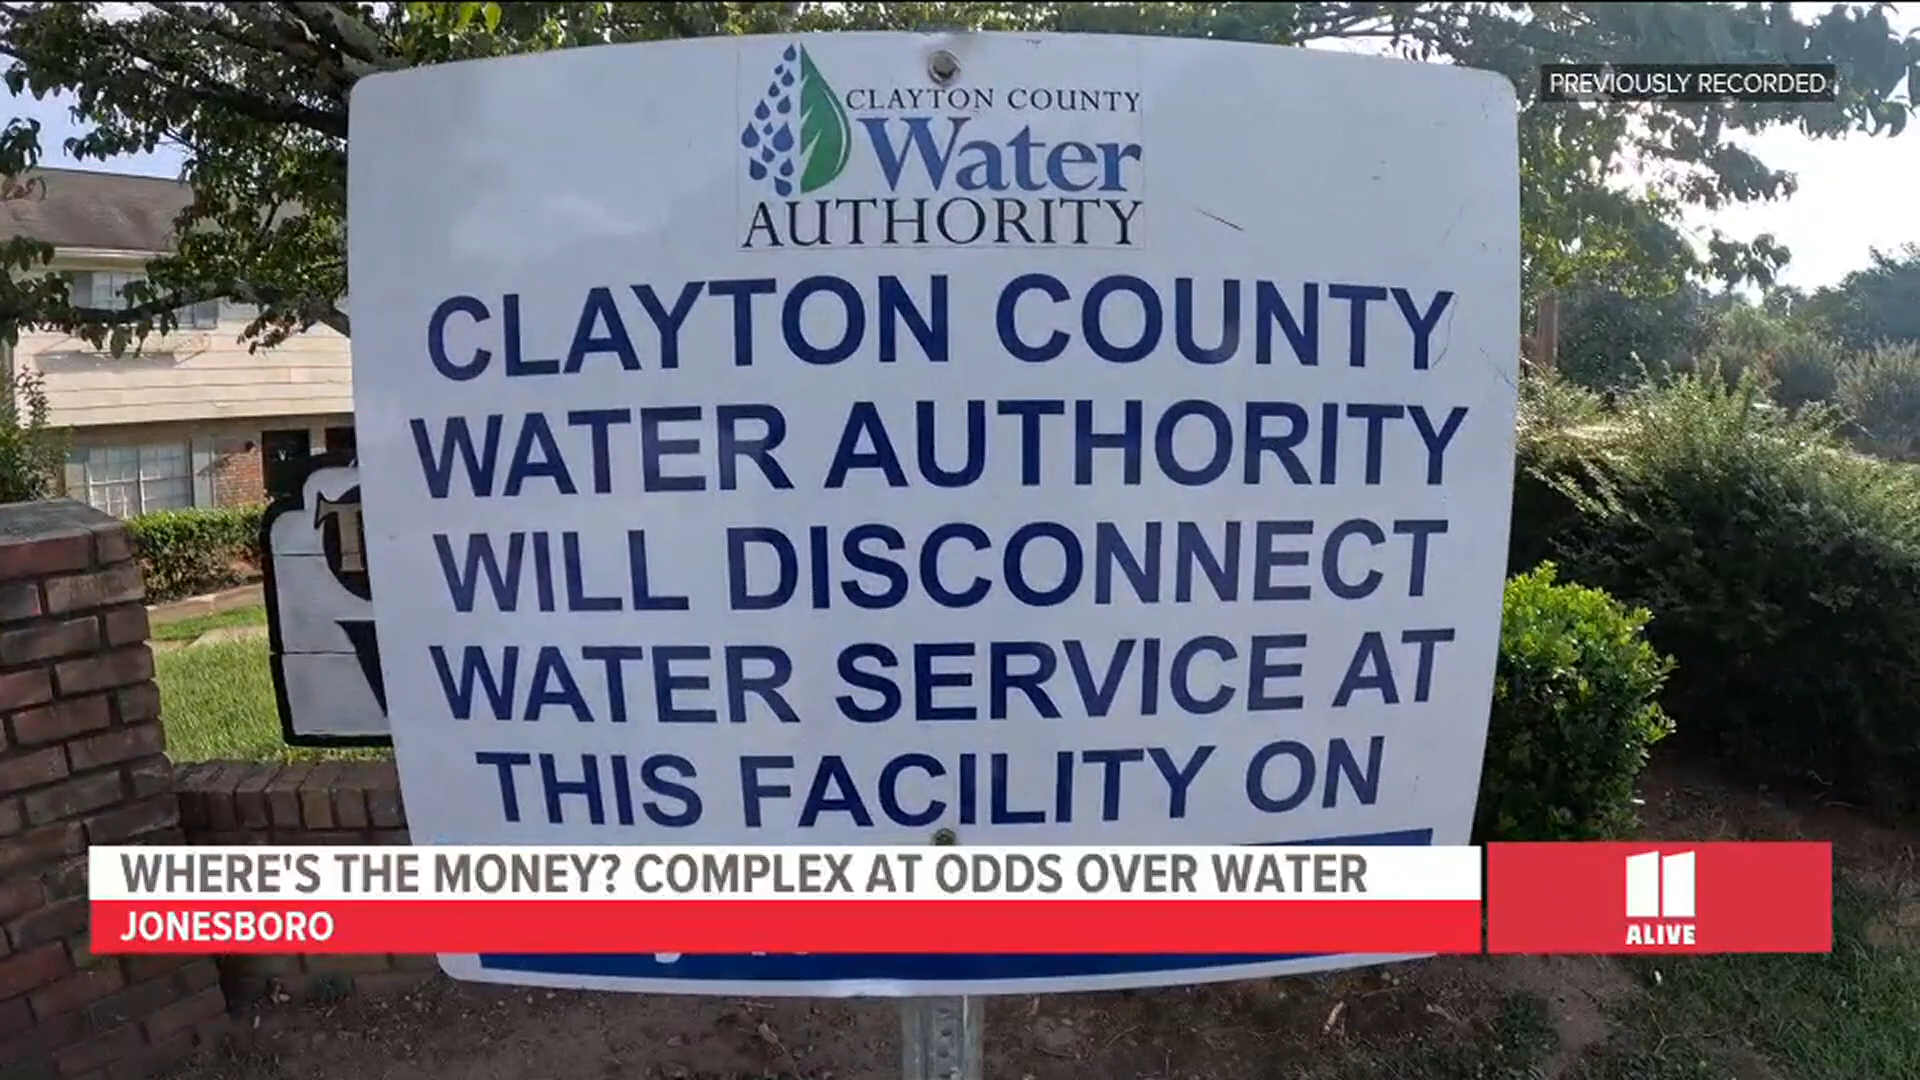 PREVIOUSLY RECORDED
CLAYTON COUNTY
Water
AUTHORITY
CLAYTON COUNTY
WATER AUTHORITY
WILL DISCONNECT
WATER SERVICE AT
THIS FACILITY ON
WHERE'S THE MONEY? COMPLEX AT ODDS OVER WATER
JONESBORO
11
ALIVE